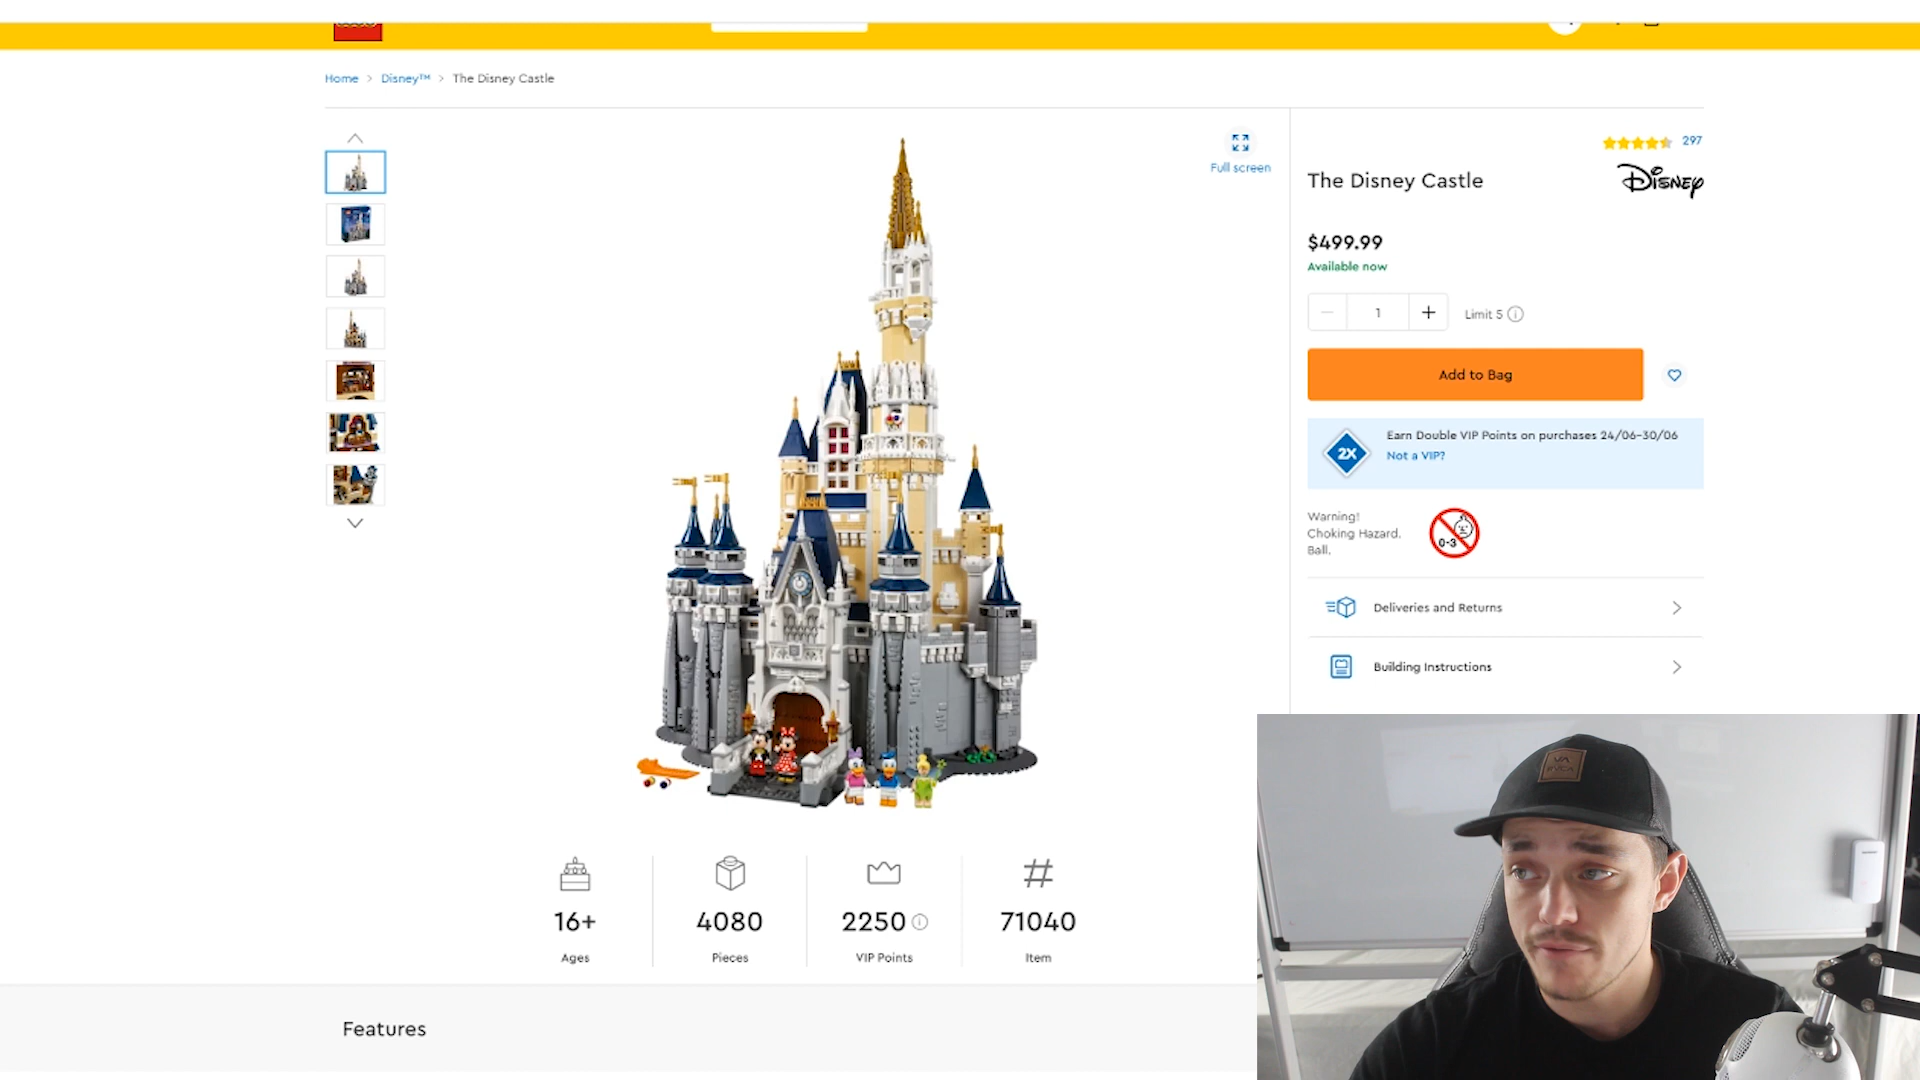 Home > Disney™ > The Disney Castle
Full screen
297
The Disney Castle
Disney
$499.99
Available now
1
Limit 5
Add to Bag
2X
Earn Double VIP Points on purchases 24/06-30/06
Not a VIP?
Warning!
Choking Hazard.
Ball.
0-3
Deliveries and Returns
Building Instructions
16+
Ages
4080
Pieces
2250
VIP Points
71040
Item
Features
VA
RVCA